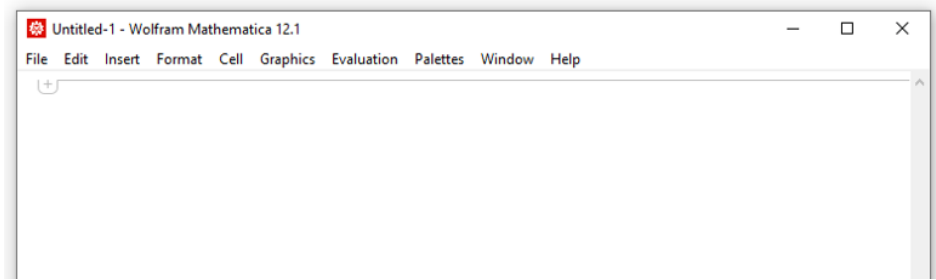 Untitled-1 - Wolfram Mathematica 12.1
File Edit Insert Format Cell Graphics Evaluation Palettes Window Help